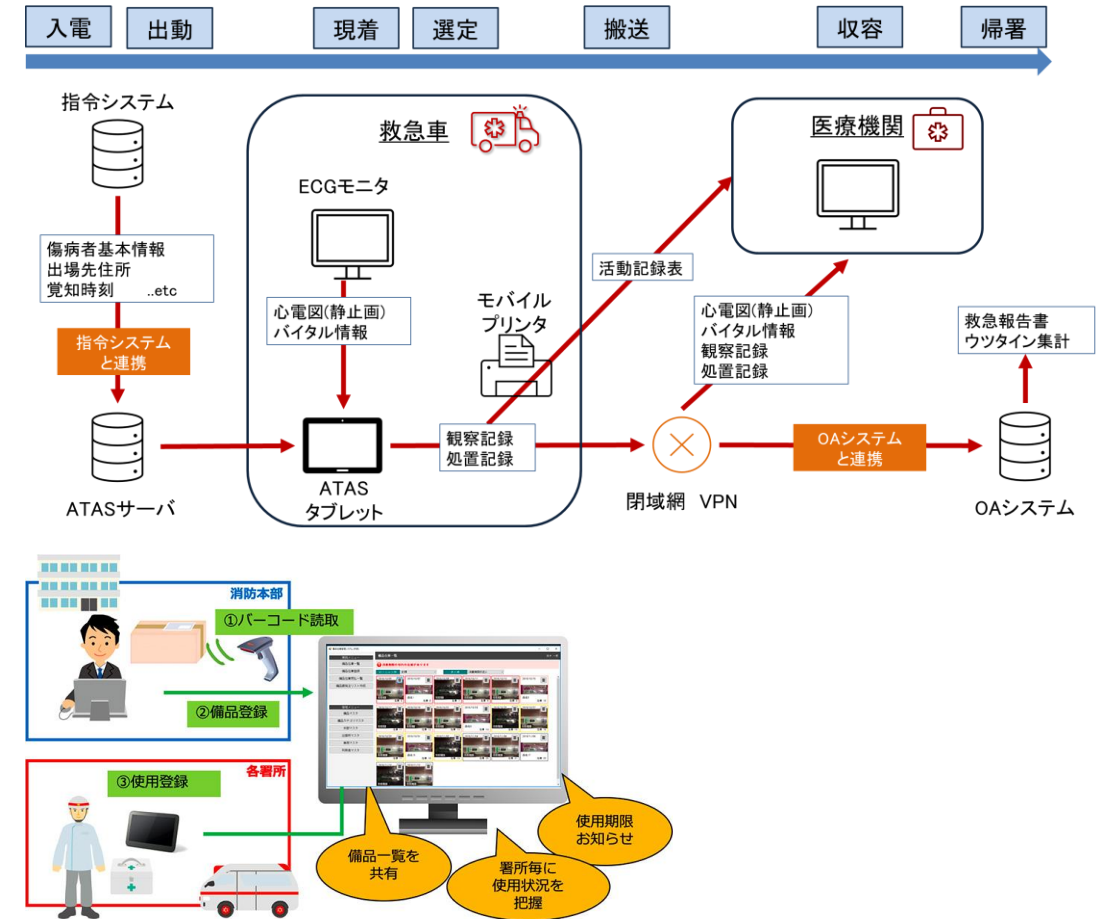 入電
出動
現着
選定
搬送
収容
帰署
指令システム
傷病者基本情報
出場先住所
覚知時刻 ..etc
指令システム
と連携
ATASサーバ
救急車
ECGモニタ
心電図(静止画)
バイタル情報
モバイル
プリンタ
ATAS
タブレット
観察記録
処置記録
活動記録表
医療機関
心電図(静止画)
バイタル情報
観察記録
処置記録
閉域網 VPN
OAシステム
と連携
救急報告書
ウツタイン集計
OAシステム
消防本部
①バーコード読取
②備品登録
各署所
③使用登録
備品一覧を
共有
署所毎に
使用状況を
把握
使用期限
お知らせ